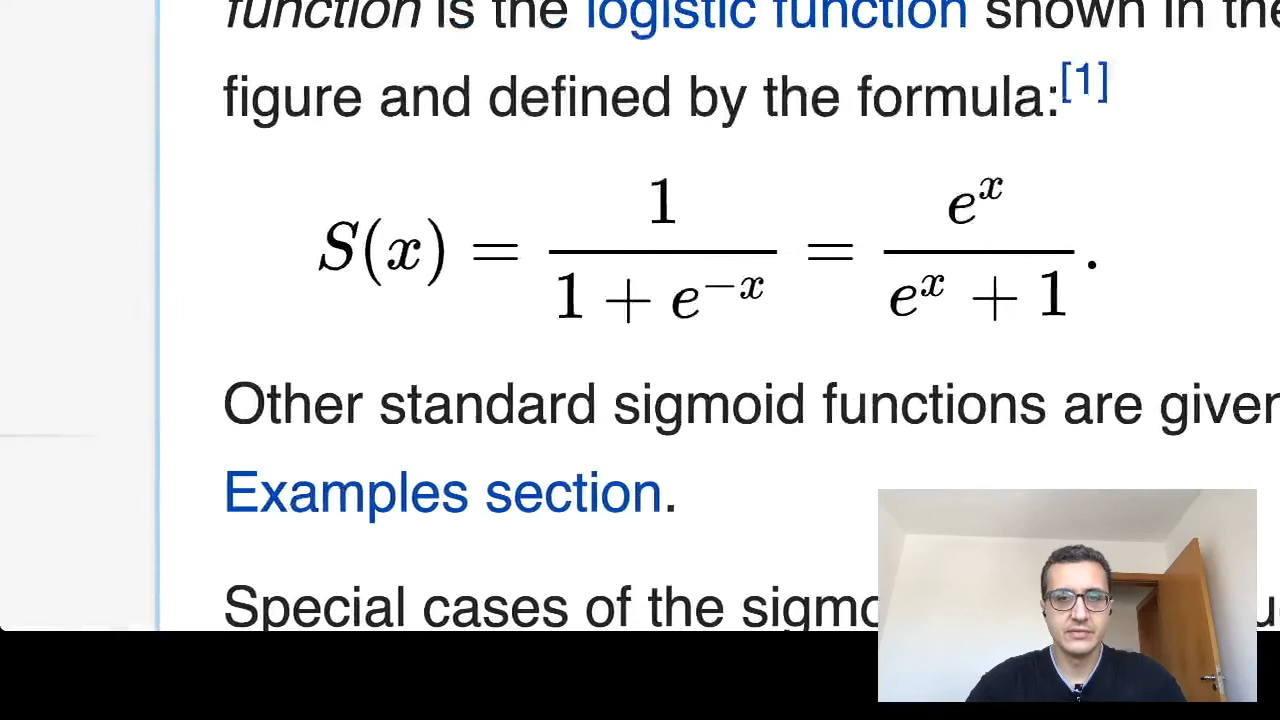 function is the logistic function shown in the
figure and defined by the formula:[1]
S(x) = 1 / (1 + e^{-x}) = e^x / (e^x + 1).
Other standard sigmoid functions are given
Examples section.
Special cases of the